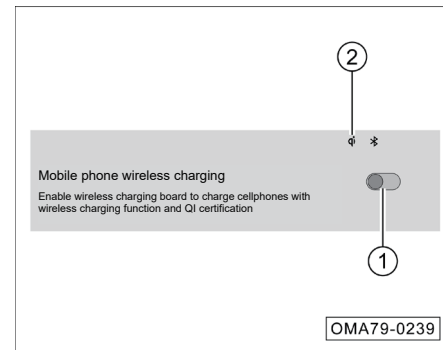 2
qi
Mobile phone wireless charging
Enable wireless charging board to charge cellphones with
wireless charging function and QI certification
1
OMA79-0239